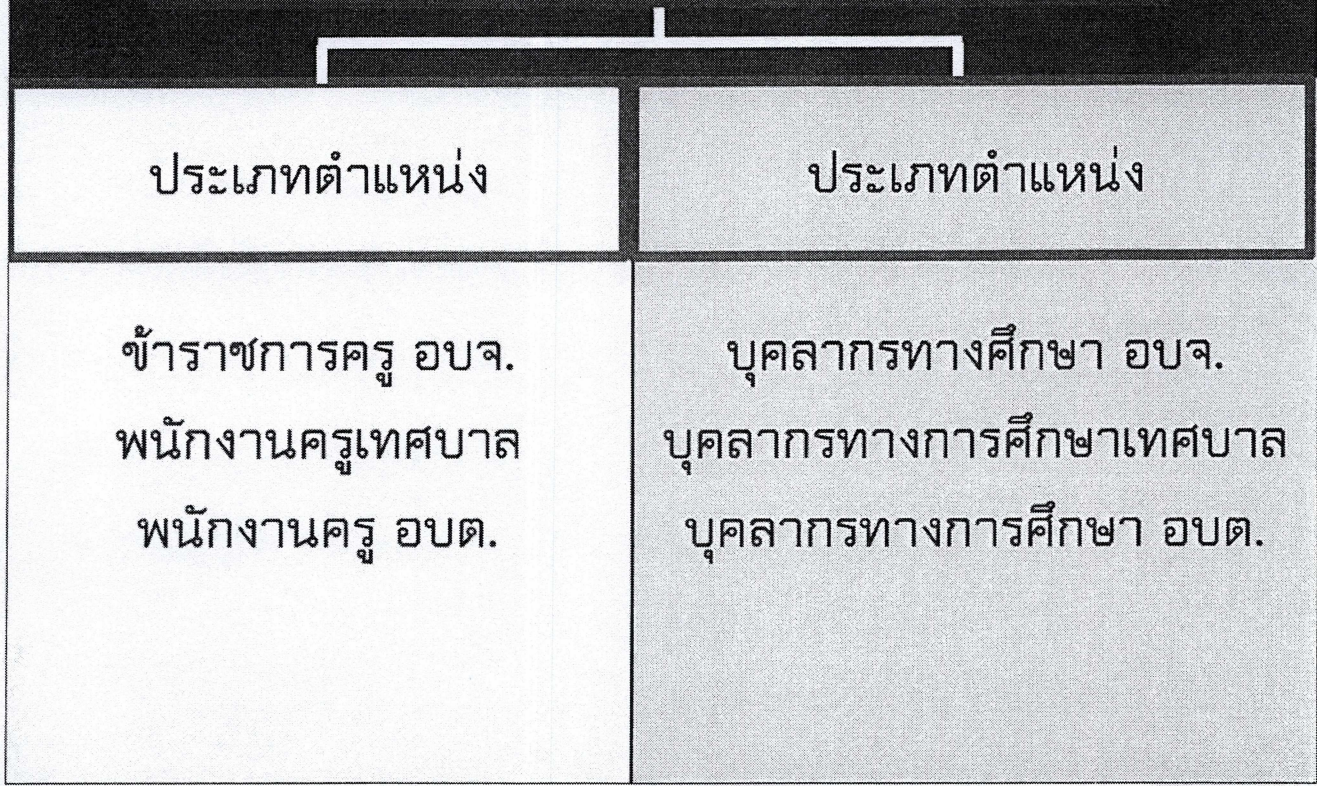 ประเภทตำแหน่ง
ประเภทตำแหน่ง
ข้าราชการครู อบจ.
พนักงานครูเทศบาล
พนักงานครู อบต.
บุคลากรทางศึกษา อบจ.
บุคลากรทางการศึกษาเทศบาล
บุคลากรทางการศึกษา อบต.